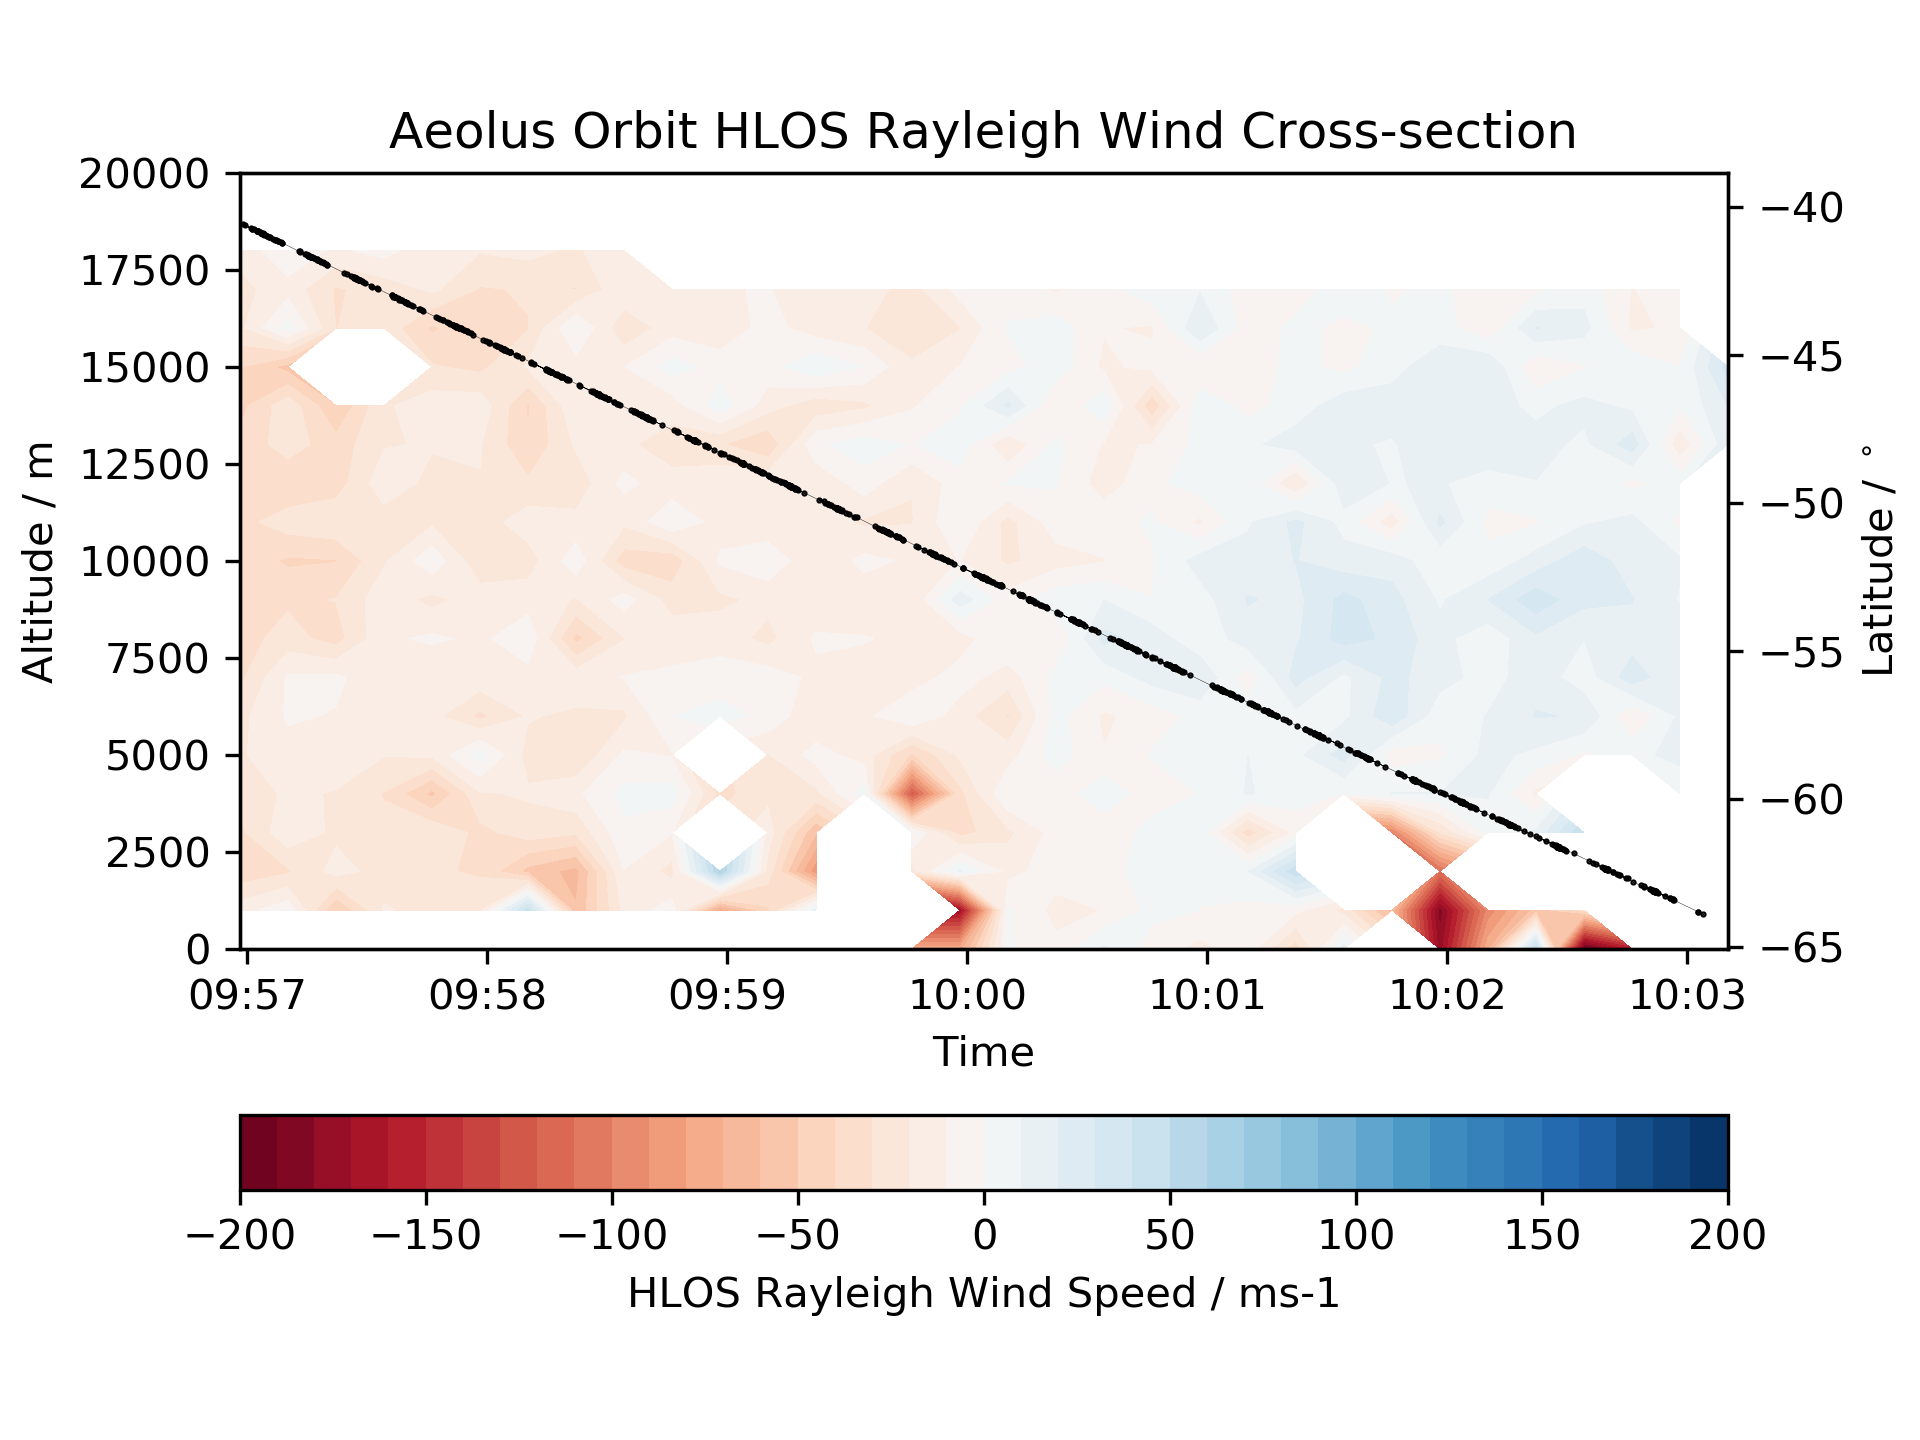 Aeolus Orbit HLOS Rayleigh Wind Cross-section
20000
17500
15000
12500
10000
7500
5000
2500
0
Altitude / m
−40
−45
−50
−55
−60
−65
Latitude / °
09:57 09:58 09:59 10:00 10:01 10:02 10:03
Time
−200 −150 −100 −50 0 50 100 150 200
HLOS Rayleigh Wind Speed / ms-1